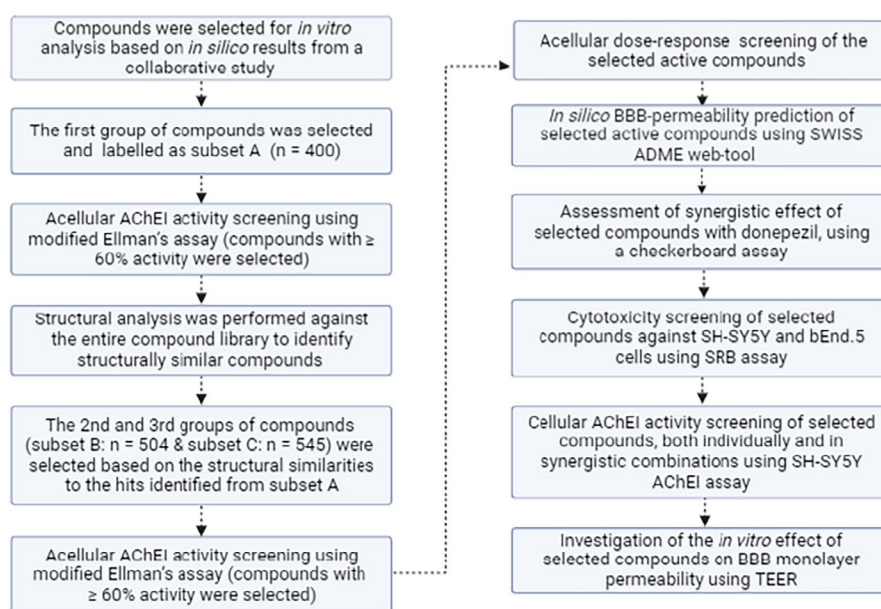 Compounds were selected for in vitro
analysis based on in silico results from a
collaborative study
The first group of compounds was selected
and labelled as subset A (n = 400)
Acellular AChEI activity screening using
modified Ellman's assay (compounds with ≥
60% activity were selected)
Structural analysis was performed against
the entire compound library to identify
structurally similar compounds
The 2nd and 3rd groups of compounds
(subset B: n = 504 & subset C: n = 545) were
selected based on the structural similarities
to the hits identified from subset A
Acellular AChEI activity screening using
modified Ellman's assay (compounds with
≥ 60% activity were selected)
Acellular dose-response screening of the
selected active compounds
In silico BBB-permeability prediction of
selected active compounds using SWISS
ADME web-tool
Assessment of synergistic effect of
selected compounds with donepezil, using
a checkerboard assay
Cytotoxicity screening of selected
compounds against SH-SY5Y and bEnd.5
cells using SRB assay
Cellular AChEI activity screening of selected
compounds, both individually and in
synergistic combinations using SH-SY5Y
AChEI assay
Investigation of the in vitro effect of
selected compounds on BBB monolayer
permeability using TEER